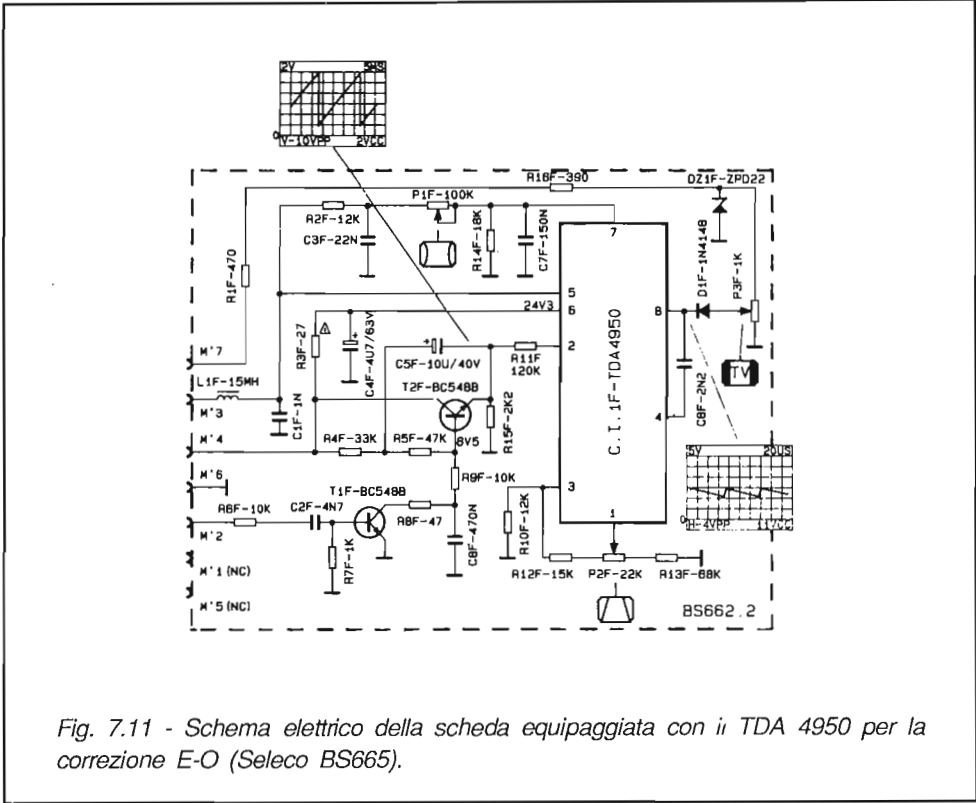 2V 5MS
0
V-10VPP 2VCC
R16F-390
DZ1F-ZPD22
P1F-100K
R2F-12K
C3F-22N
R14F-18K
C7F-150N
7
D1F-1N4148
P3F-1K
R1F-470
5
24V3
6
8
R3F-27
C4F-4U7/63V
C5F-10U/40V
R11F
120K
2
C.I.1F-TDA4950
TV
M'7
L1F-15MH
T2F-BC548B
C8F-2N2
M'3
C1F-1N
R15F-2K2
4
M'4
R4F-33K
R5F-47K
8V5
5V 20US
M'6
R9F-10K
3
0
H-4VPP 11VCC
T1F-BC548B
R6F-10K
C2F-4N7
R8F-47
R10F-12K
1
M'2
R7F-1K
C6F-470N
M'1(NC)
R12F-15K
P2F-22K
R13F-68K
M'5(NC)
BS662.2
Fig. 7.11 - Schema elettrico della scheda equipaggiata con il TDA 4950 per la
correzione E-O (Seleco BS665).